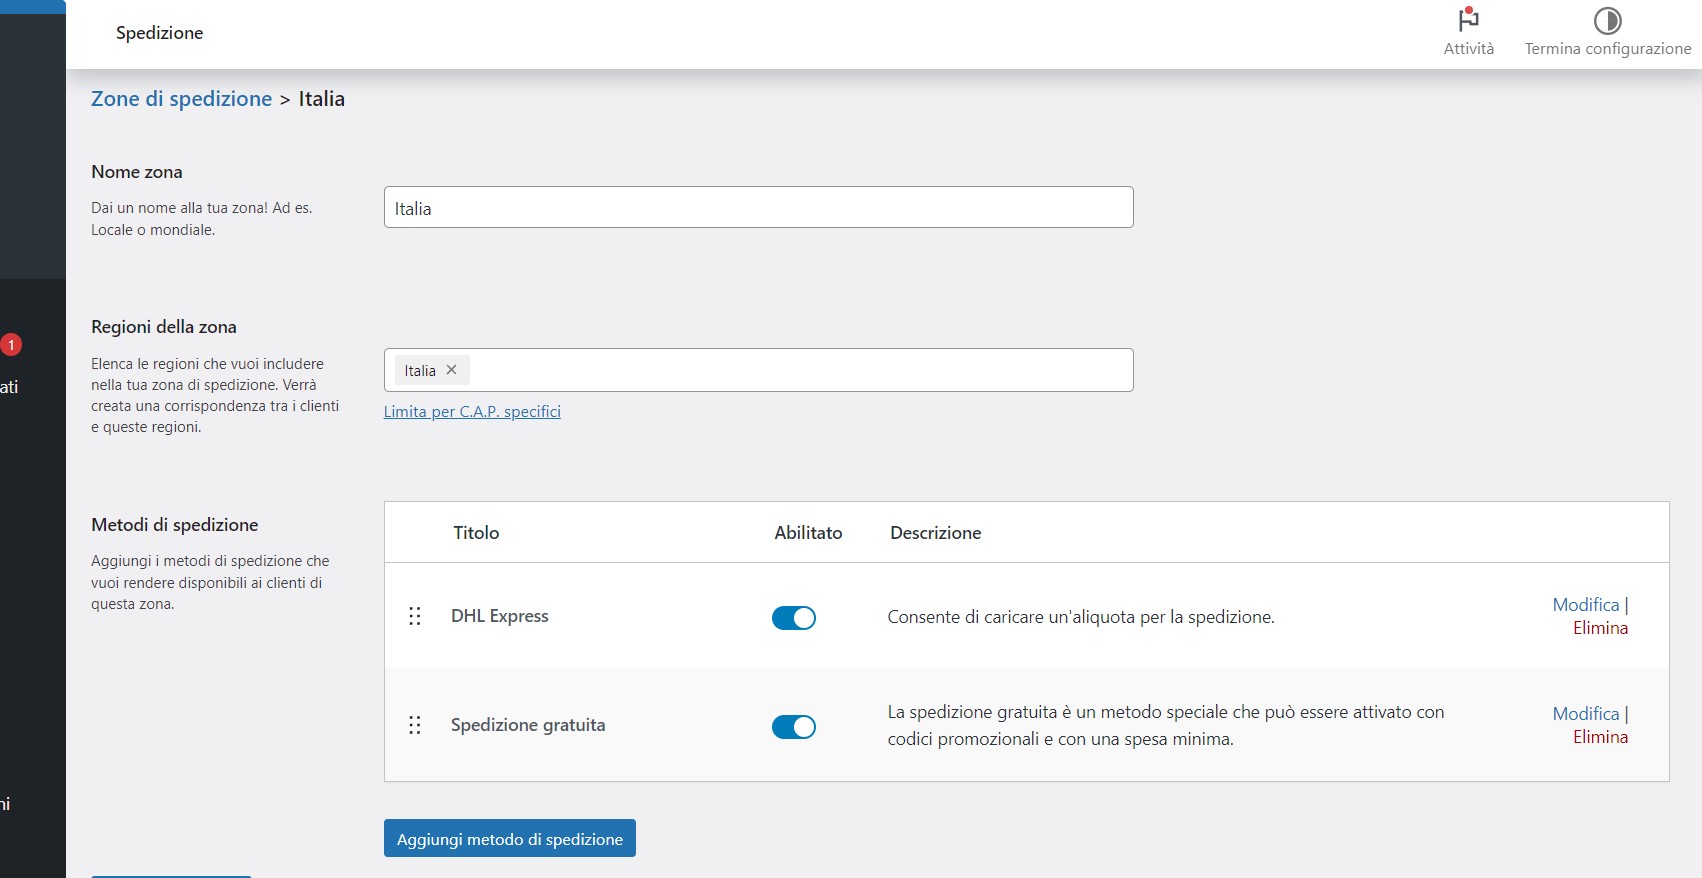 Spedizione
Attività
Termina configurazione
Zone di spedizione > Italia
Nome zona
Dai un nome alla tua zona! Ad es.
Locale o mondiale.
Italia
Regioni della zona
Elenca le regioni che vuoi includere
nella tua zona di spedizione. Verrà
creata una corrispondenza tra i clienti
e queste regioni.
Italia ×
Limita per C.A.P. specifici
1
ati
Metodi di spedizione
Aggiungi i metodi di spedizione che
vuoi rendere disponibili ai clienti di
questa zona.
Titolo Abilitato Descrizione
DHL Express
Consente di caricare un'aliquota per la spedizione.
Modifica |
Elimina
Spedizione gratuita
La spedizione gratuita è un metodo speciale che può essere attivato con
codici promozionali e con una spesa minima.
Modifica |
Elimina
ni
Aggiungi metodo di spedizione